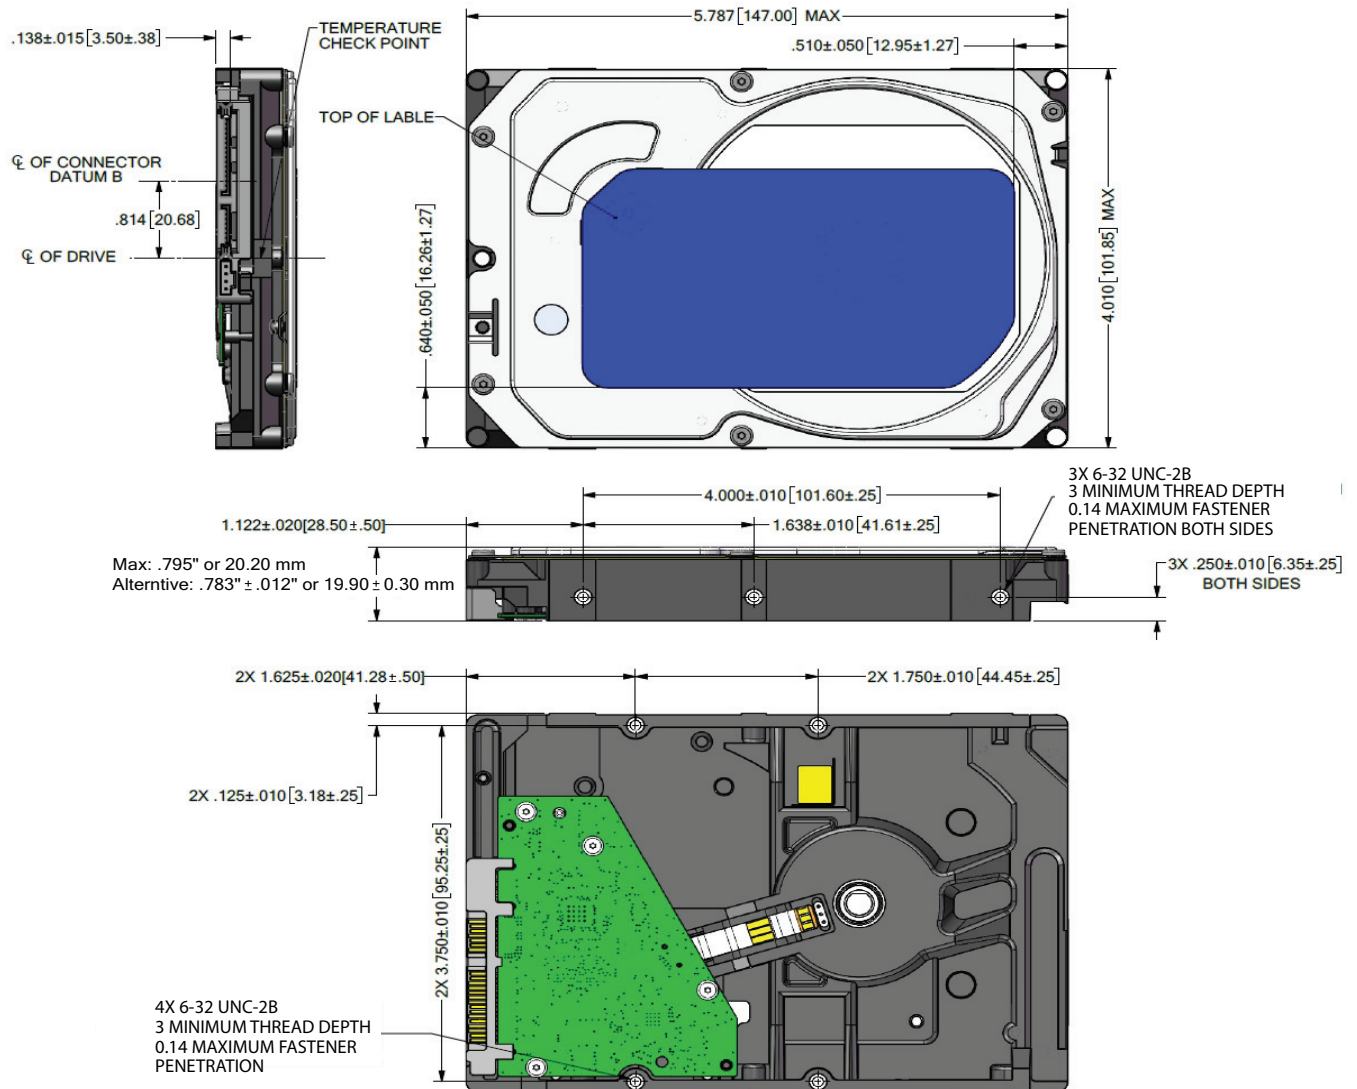 5.787 [147.00] MAX
.138±.015 [3.50±.38]
TEMPERATURE
CHECK POINT
.510±.050 [12.95±1.27]
TOP OF LABLE
℄ OF CONNECTOR
DATUM B
.814 [20.68]
℄ OF DRIVE
.640±.050 [16.26±1.27]
4.010 [101.85] MAX
3X 6-32 UNC-2B
3 MINIMUM THREAD DEPTH
0.14 MAXIMUM FASTENER
PENETRATION BOTH SIDES
4.000±.010 [101.60±.25]
1.122±.020[28.50±.50]
1.638±.010 [41.61±.25]
Max: .795" or 20.20 mm
Alterntive: .783" ± .012" or 19.90 ± 0.30 mm
3X .250±.010 [6.35±.25]
BOTH SIDES
2X 1.625±.020[41.28±.50]
2X 1.750±.010 [44.45±.25]
2X .125±.010 [3.18±.25]
2X 3.750±.010 [95.25±.25]
4X 6-32 UNC-2B
3 MINIMUM THREAD DEPTH
0.14 MAXIMUM FASTENER
PENETRATION